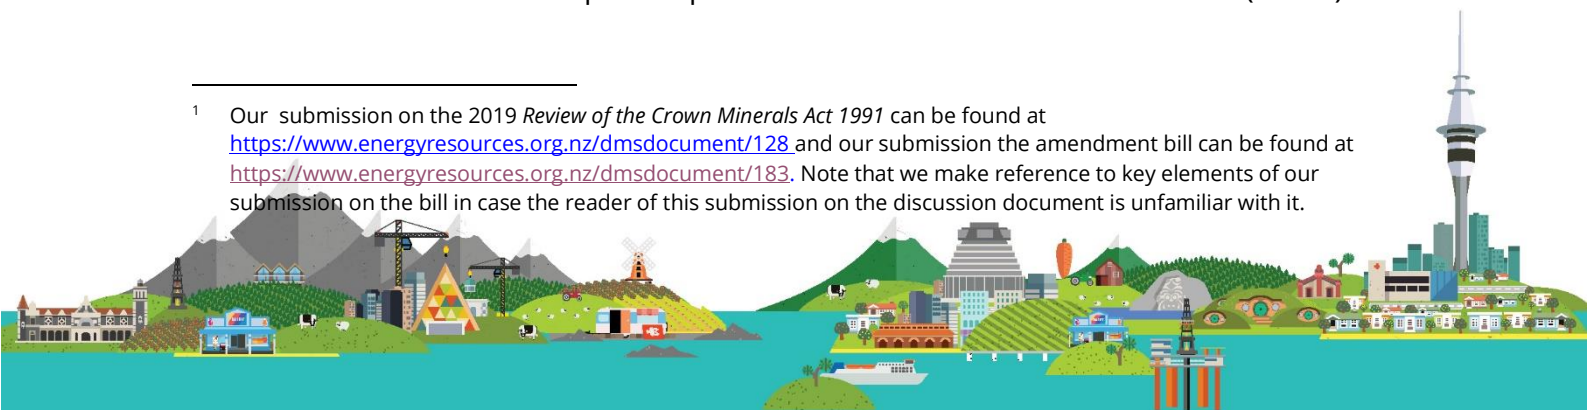 1 Our submission on the 2019 Review of the Crown Minerals Act 1991 can be found at
https://www.energyresources.org.nz/dmsdocument/128 and our submission the amendment bill can be found at
https://www.energyresources.org.nz/dmsdocument/183. Note that we make reference to key elements of our
submission on the bill in case the reader of this submission on the discussion document is unfamiliar with it.